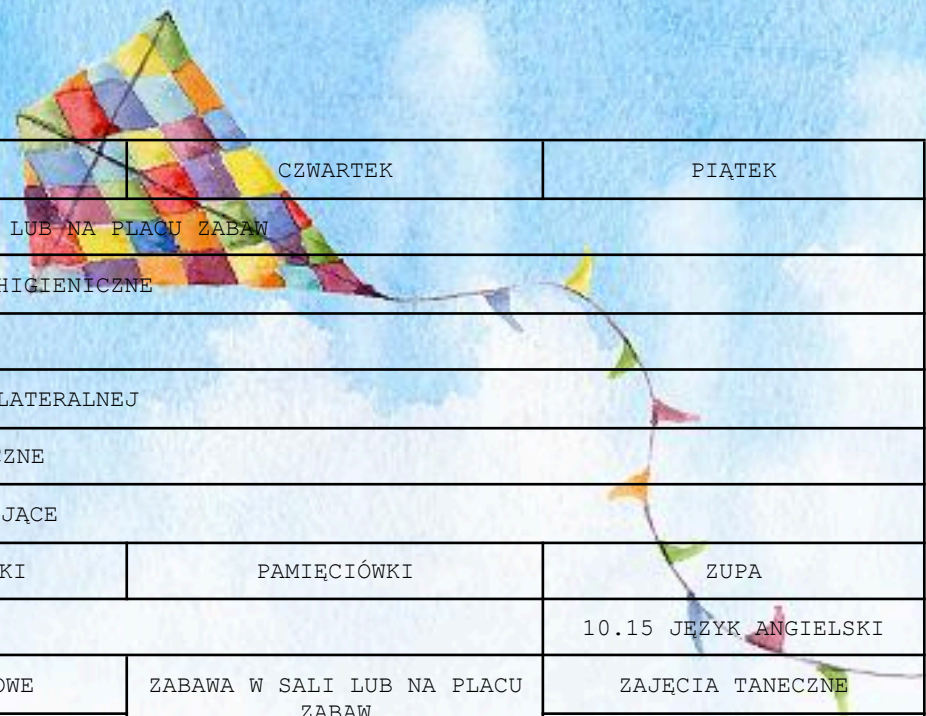 CZWARTEK PIĄTEK
LUB NA PLACU ZABAW
HIGIENICZNE
LATERALNEJ
ZNE
JĄCE
KI PAMIĘCIÓWKI ZUPA
10.15 JĘZYK ANGIELSKI
OWE ZABAWA W SALI LUB NA PLACU ZAJĘCIA TANECZNE
ZABAW